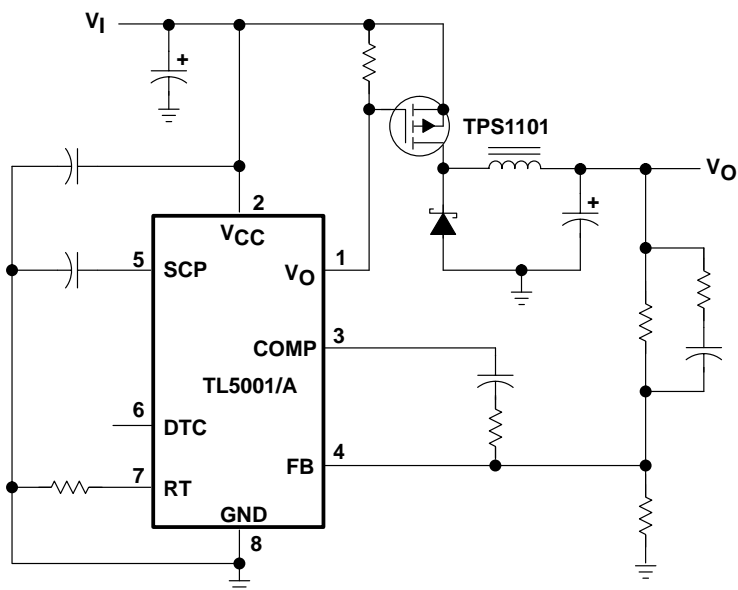 VI
+
TPS1101
VO
2
VCC
+
5
SCP
VO
1
COMP
3
TL5001/A
6
DTC
FB
4
7
RT
GND
8